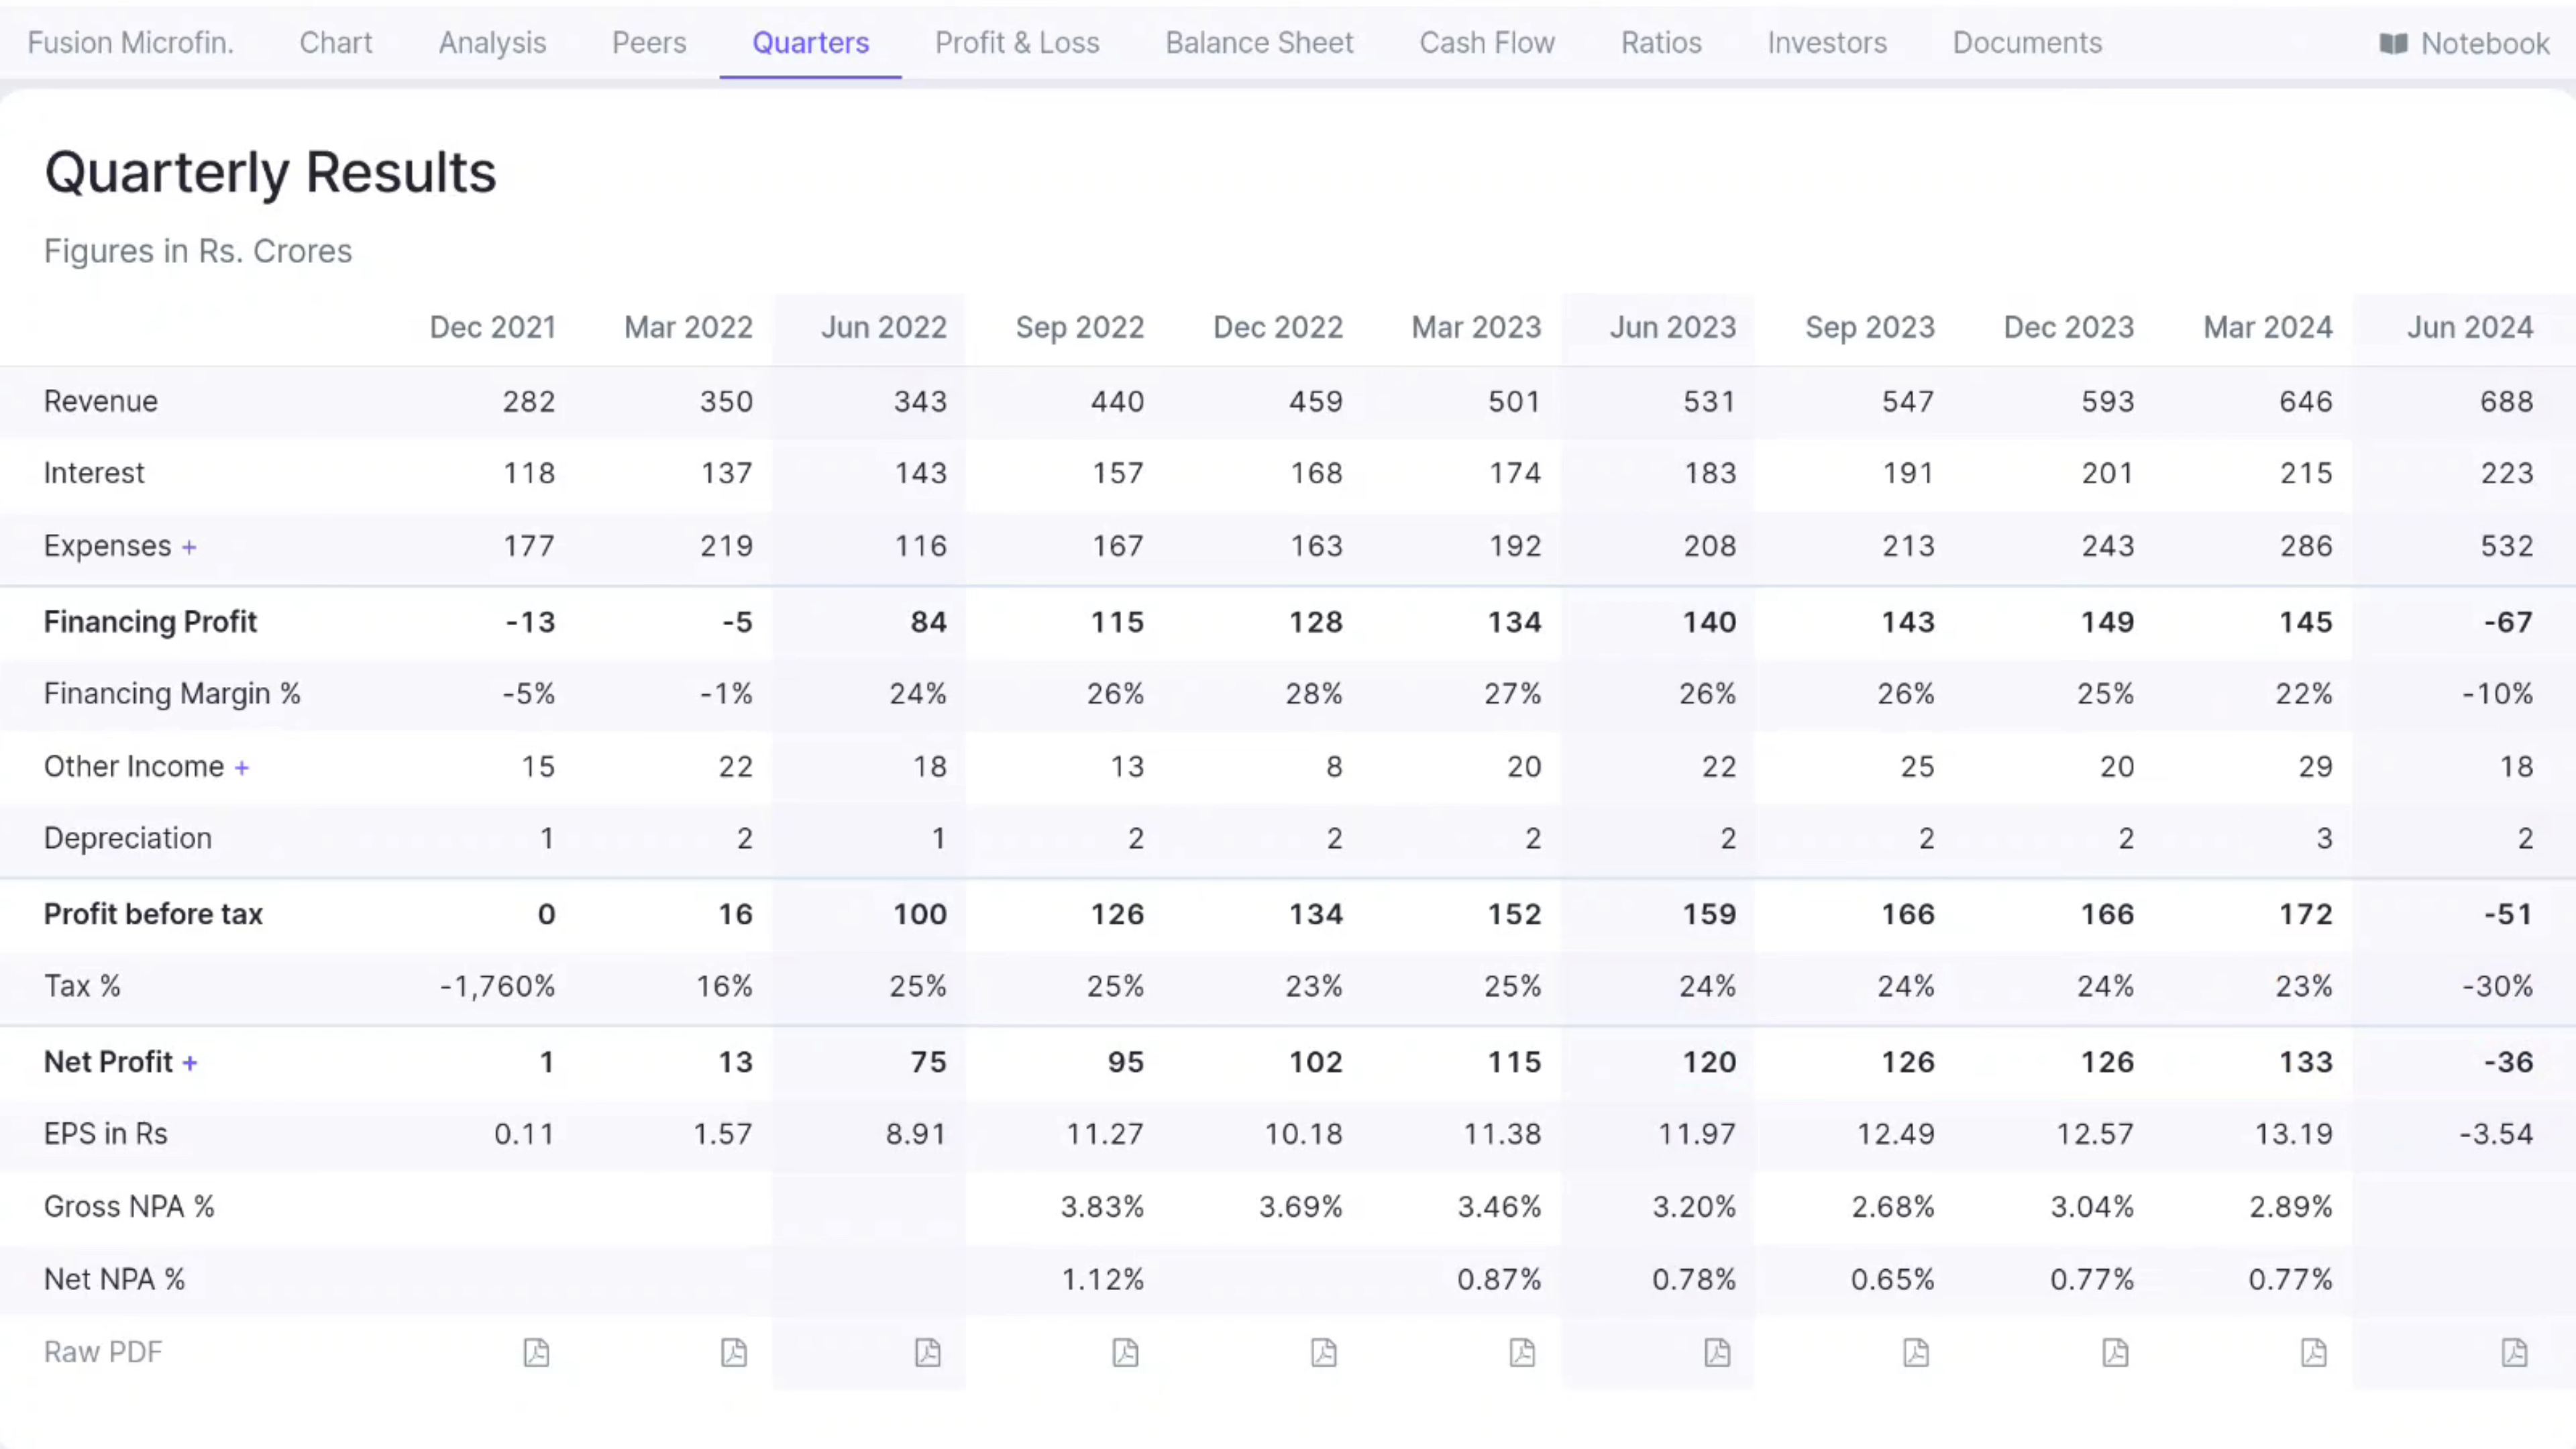 Fusion Microfin. Chart Analysis Peers Quarters Profit & Loss Balance Sheet Cash Flow Ratios Investors Documents Notebook
Quarterly Results
Figures in Rs. Crores
Dec 2021 Mar 2022 Jun 2022 Sep 2022 Dec 2022 Mar 2023 Jun 2023 Sep 2023 Dec 2023 Mar 2024 Jun 2024
Revenue 282 350 343 440 459 501 531 547 593 646 688
Interest 118 137 143 157 168 174 183 191 201 215 223
Expenses + 177 219 116 167 163 192 208 213 243 286 532
Financing Profit -13 -5 84 115 128 134 140 143 149 145 -67
Financing Margin % -5% -1% 24% 26% 28% 27% 26% 26% 25% 22% -10%
Other Income + 15 22 18 13 8 20 22 25 20 29 18
Depreciation 1 2 1 2 2 2 2 2 2 3 2
Profit before tax 0 16 100 126 134 152 159 166 166 172 -51
Tax % -1,760% 16% 25% 25% 23% 25% 24% 24% 24% 23% -30%
Net Profit + 1 13 75 95 102 115 120 126 126 133 -36
EPS in Rs 0.11 1.57 8.91 11.27 10.18 11.38 11.97 12.49 12.57 13.19 -3.54
Gross NPA % 3.83% 3.69% 3.46% 3.20% 2.68% 3.04% 2.89%
Net NPA % 1.12% 0.87% 0.78% 0.65% 0.77% 0.77%
Raw PDF